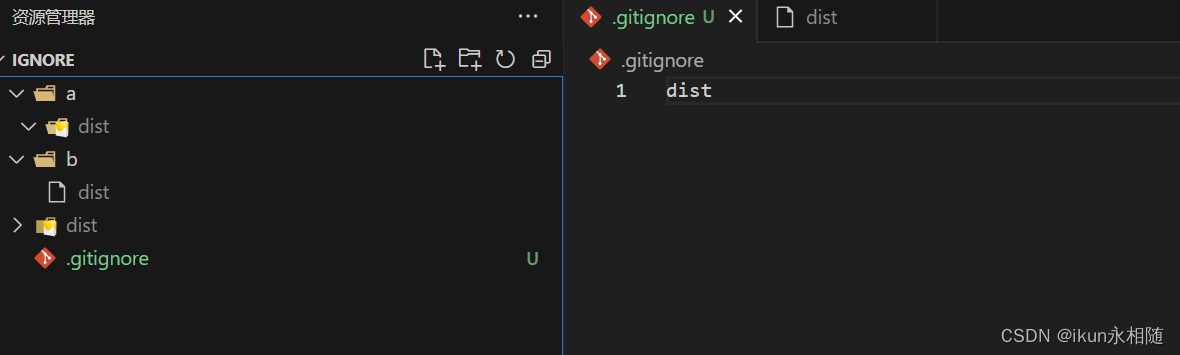 资源管理器
IGNORE
a
dist
b
dist
dist
.gitignore U
.gitignore U
dist
.gitignore
1 dist
CSDN @ikun永相随